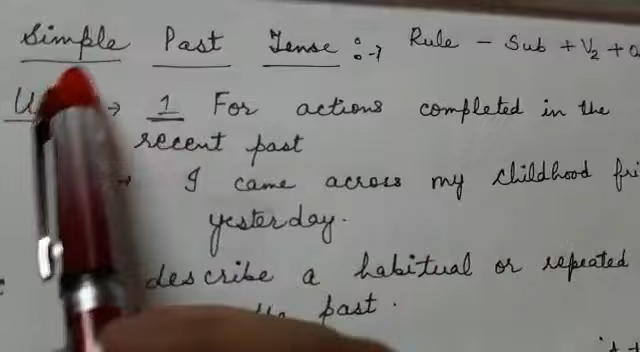 Simple Past Tense :→ Rule - Sub + V2 + a
U → 1 For actions completed in the
recent past
→ I came across my childhood fri
yesterday.
describe a habitual or repeated
past.